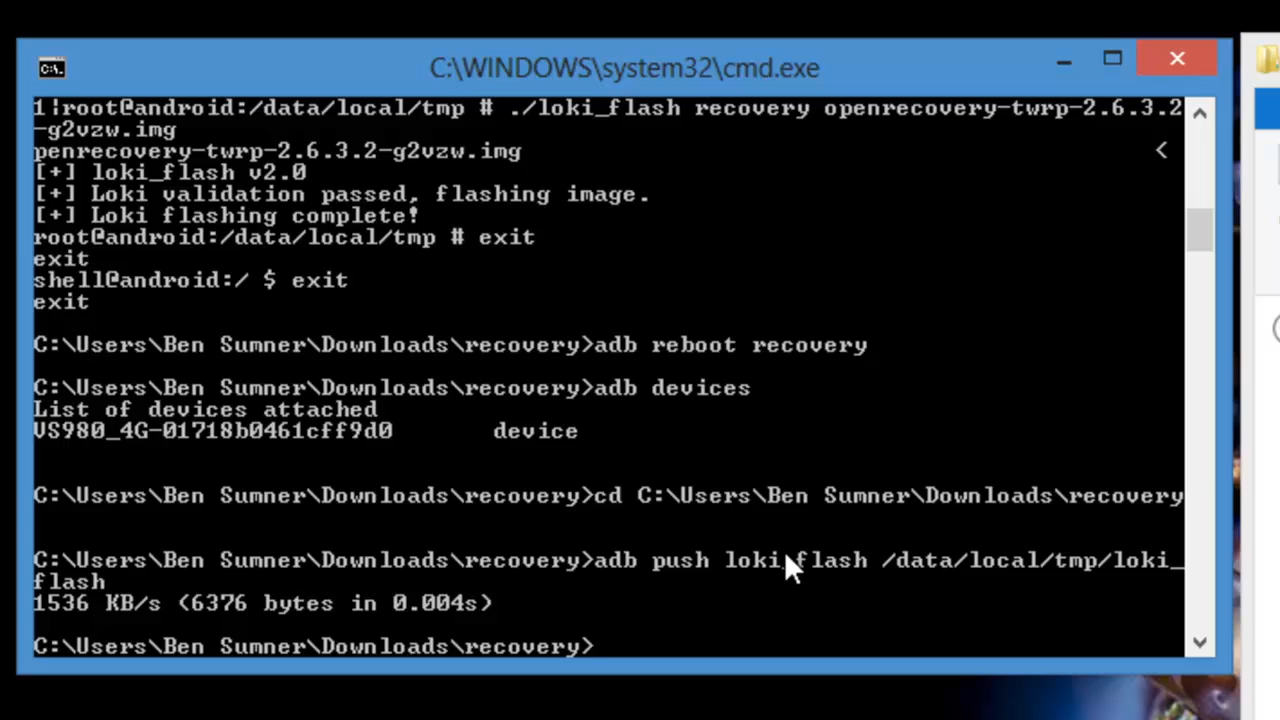 C:\WINDOWS\system32\cmd.exe
1|root@android:/data/local/tmp # ./loki_flash recovery openrecovery-twrp-2.6.3.2
-g2vzw.img
penrecovery-twrp-2.6.3.2-g2vzw.img                                            <
[+] loki_flash v2.0
[+] Loki validation passed, flashing image.
[+] Loki flashing complete!
root@android:/data/local/tmp # exit
exit
shell@android:/ $ exit
exit
C:\Users\Ben Sumner\Downloads\recovery>adb reboot recovery
C:\Users\Ben Sumner\Downloads\recovery>adb devices
List of devices attached
VS980_4G-01718b0461cff9d0       device
C:\Users\Ben Sumner\Downloads\recovery>cd C:\Users\Ben Sumner\Downloads\recovery
C:\Users\Ben Sumner\Downloads\recovery>adb push loki_flash /data/local/tmp/loki_
flash
1536 KB/s (6376 bytes in 0.004s)
C:\Users\Ben Sumner\Downloads\recovery>